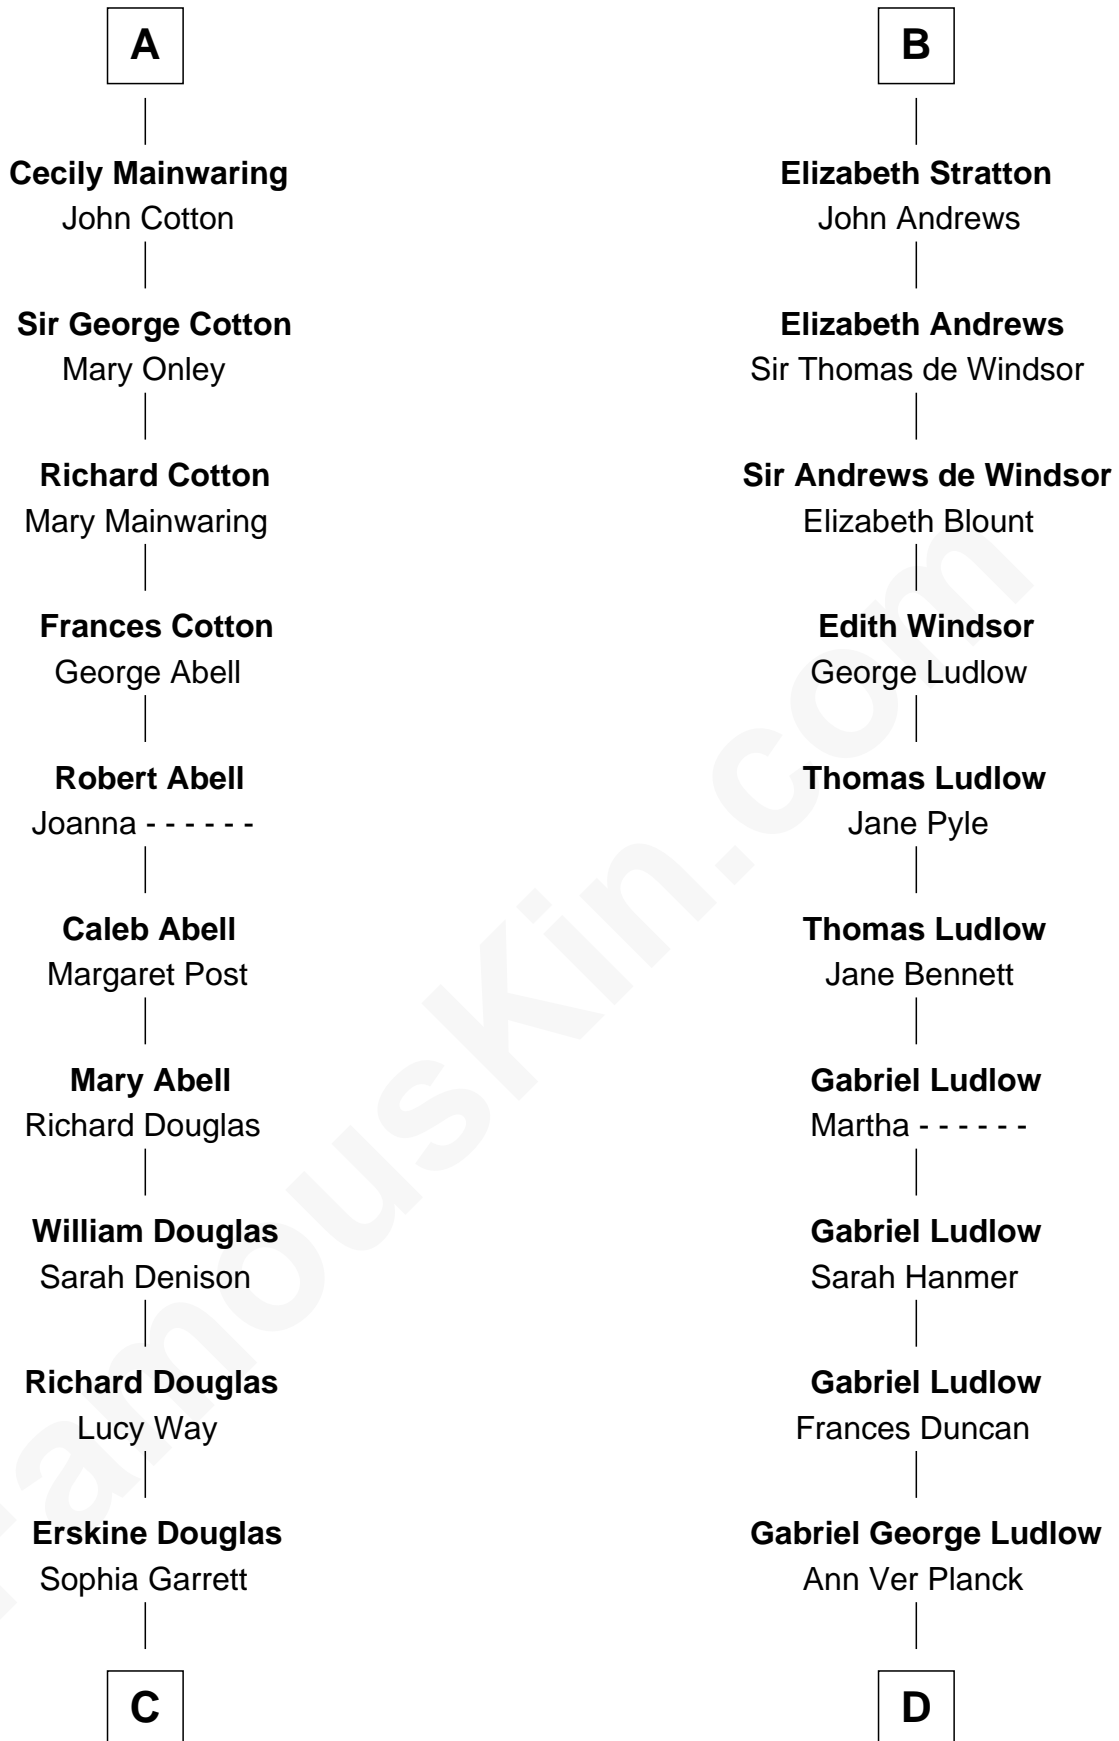 A
Cecily Mainwaring
John Cotton
Sir George Cotton
Mary Onley
Richard Cotton
Mary Mainwaring
Frances Cotton
George Abell
Robert Abell
Joanna - - - - - -
Caleb Abell
Margaret Post
Mary Abell
Richard Douglas
William Douglas
Sarah Denison
Richard Douglas
Lucy Way
Erskine Douglas
Sophia Garrett
C
B
Elizabeth Stratton
John Andrews
Elizabeth Andrews
Sir Thomas de Windsor
Sir Andrews de Windsor
Elizabeth Blount
Edith Windsor
George Ludlow
Thomas Ludlow
Jane Pyle
Thomas Ludlow
Jane Bennett
Gabriel Ludlow
Martha - - - - - -
Gabriel Ludlow
Sarah Hanmer
Gabriel Ludlow
Frances Duncan
Gabriel George Ludlow
Ann Ver Planck
D
FamousKin.com